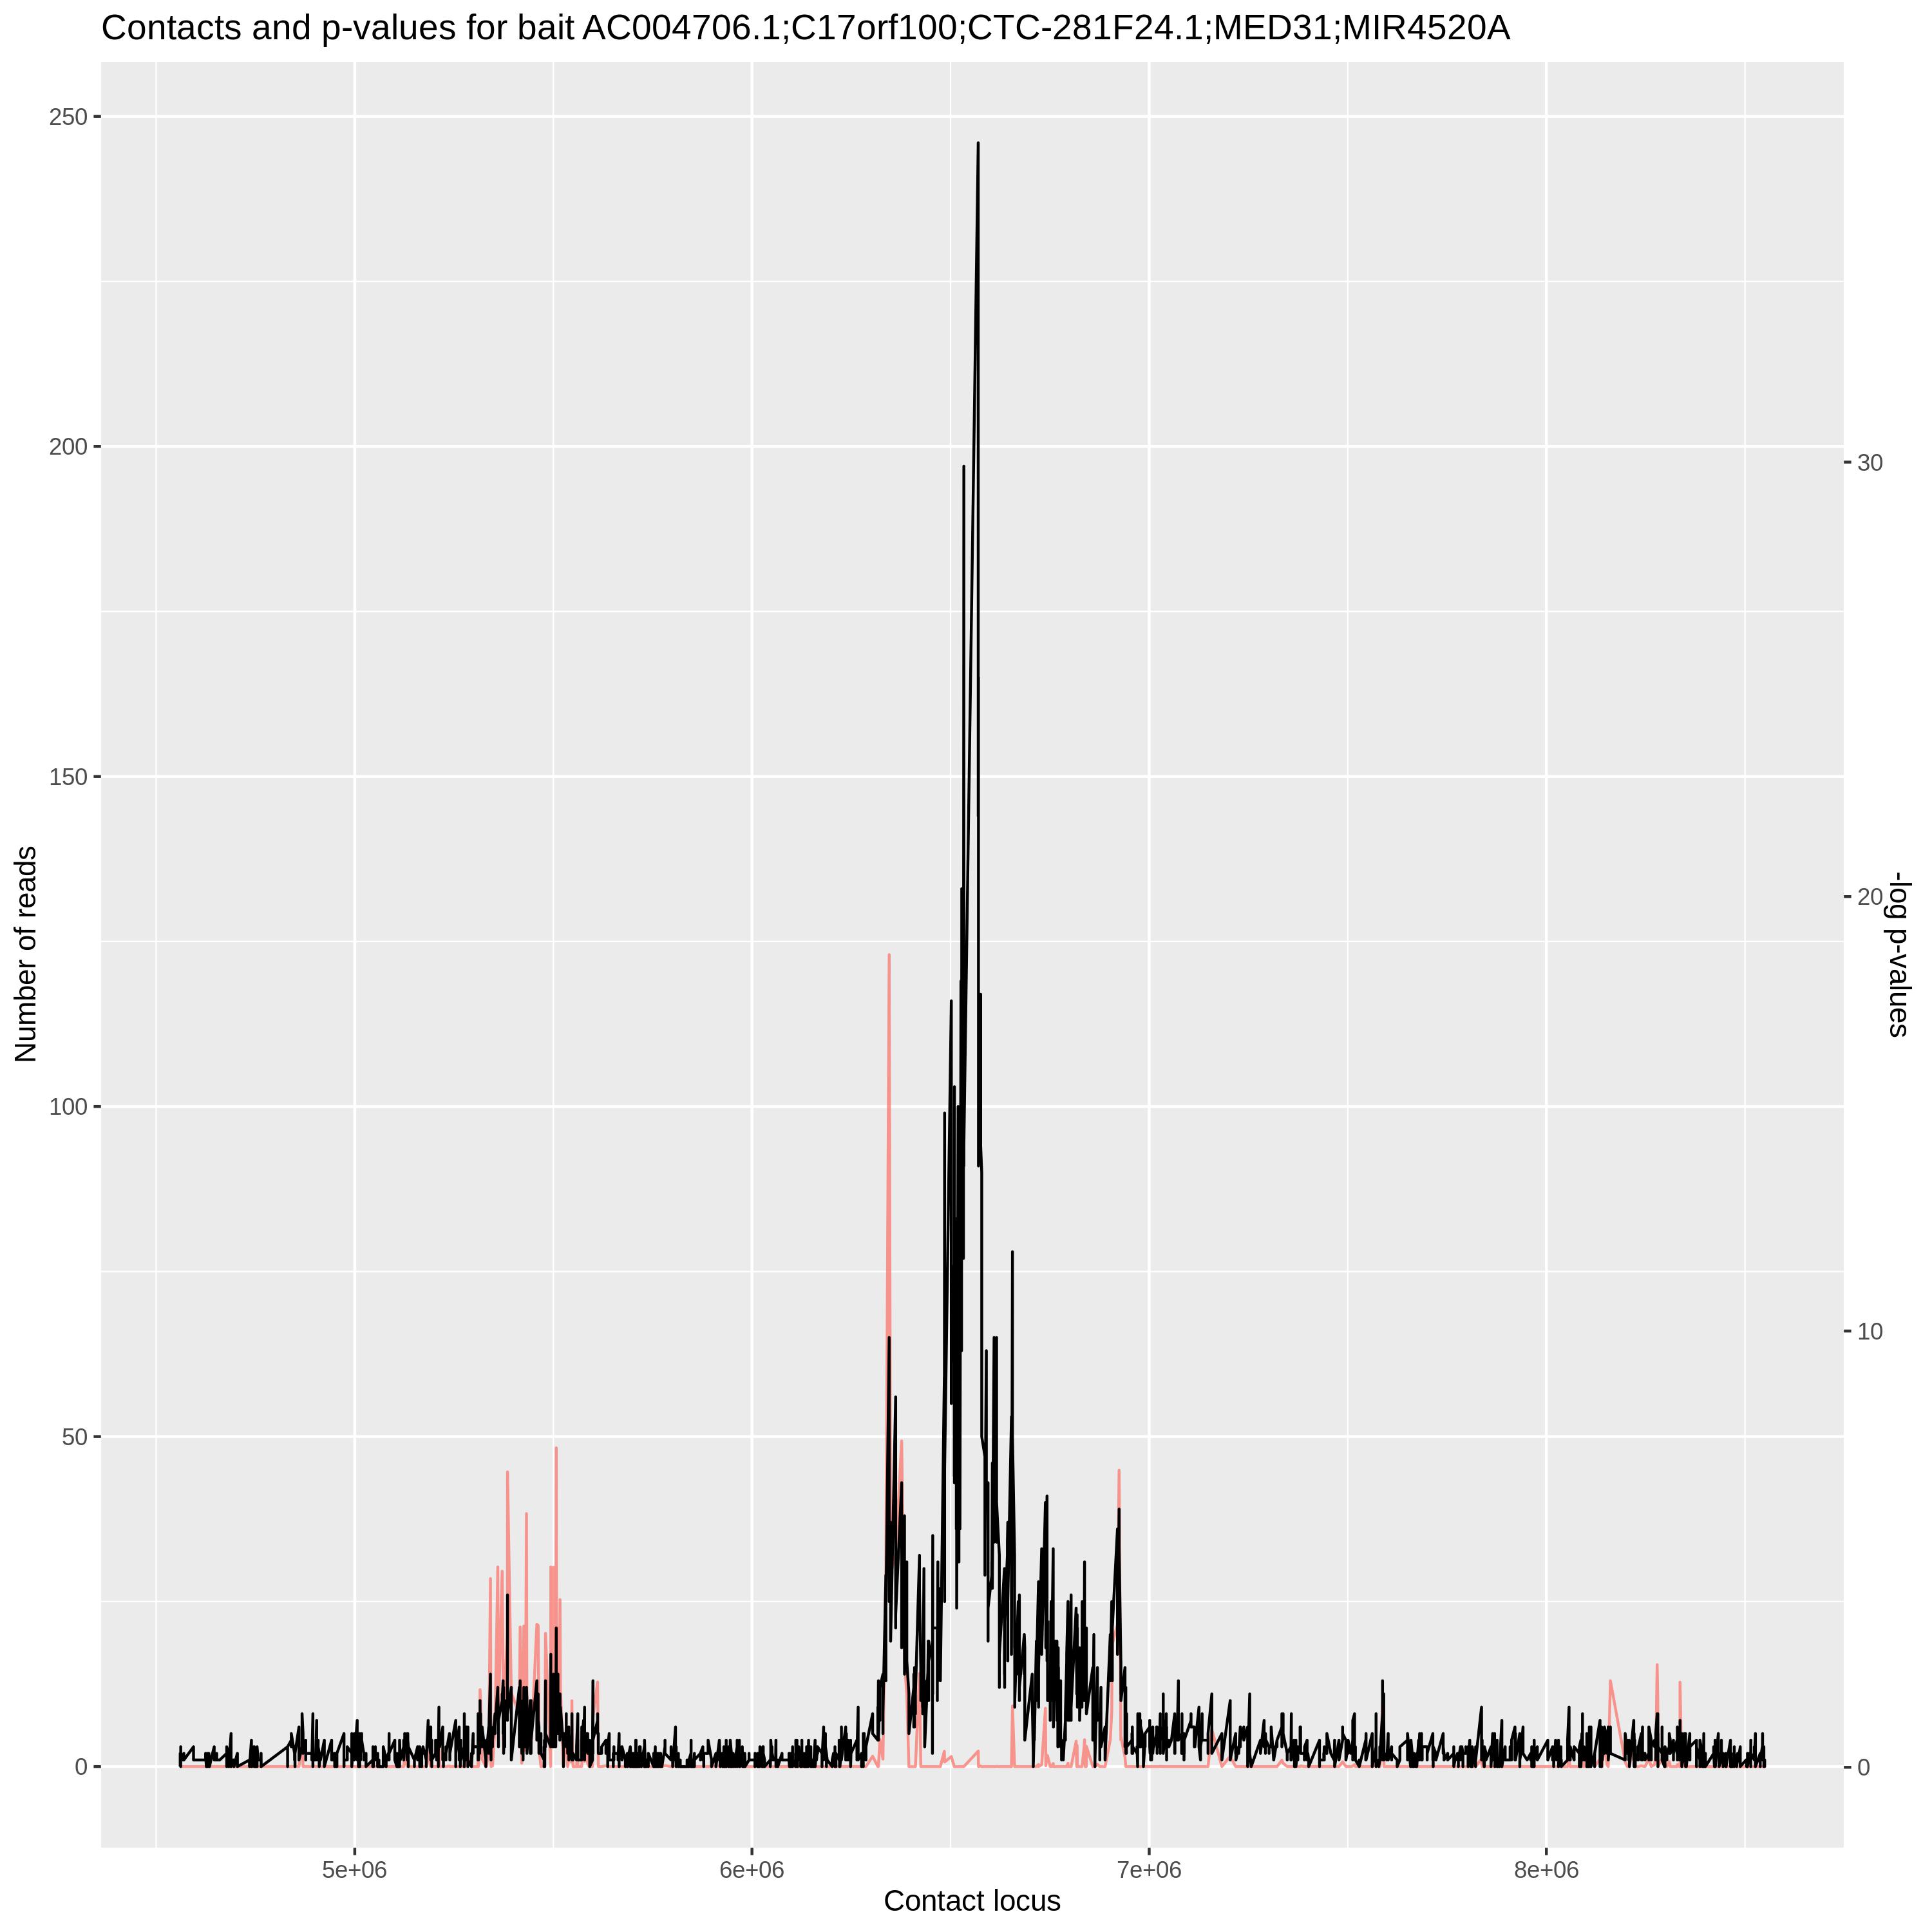 Contacts and p-values for bait AC004706.1;C17orf100;CTC-281F24.1;MED31;MIR4520A
250
200
150
100
50
0
Number of reads
30
20
10
0
-log p-values
5e+06
6e+06
7e+06
8e+06
Contact locus